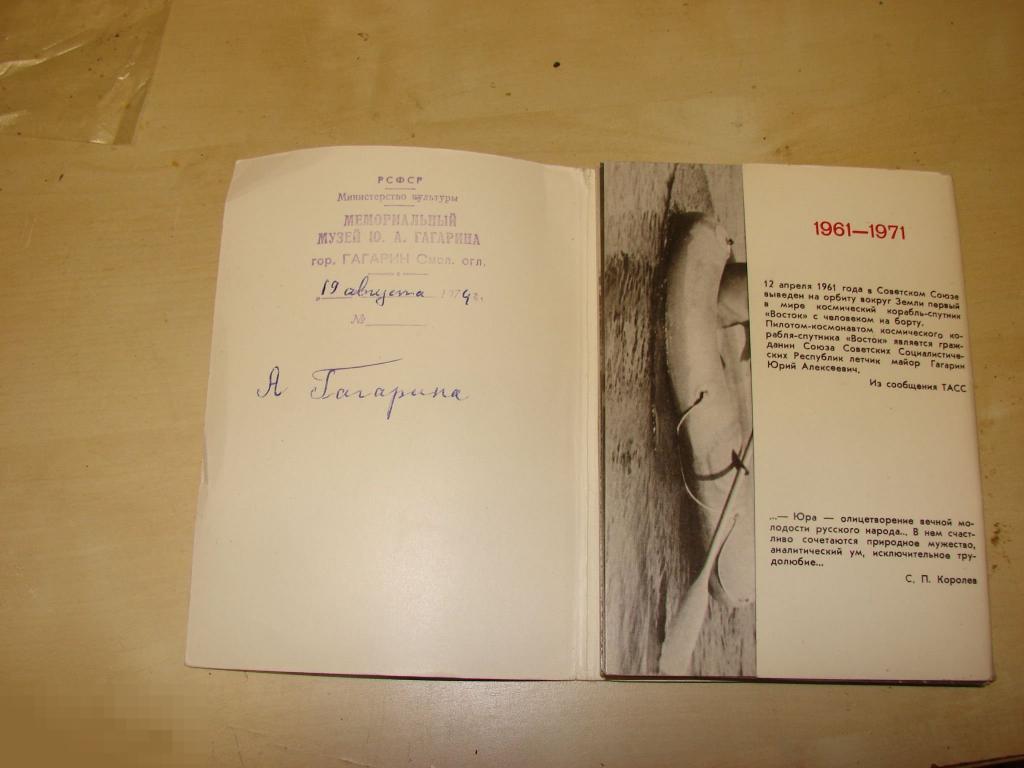 РСФСР
Министерство культуры
МЕМОРИАЛЬНЫЙ
МУЗЕЙ Ю. А. ГАГАРИНА
гор. ГАГАРИН Смол. огл.
„19 августа 1974г.
№
А Гагарина
1961—1971
12 апреля 1961 года в Советском Союзе
выведен на орбиту вокруг Земли первый
в мире космический корабль-спутник
«Восток» с человеком на борту.
Пилотом-космонавтом космического ко-
рабля-спутника «Восток» является граж-
данин Союза Советских Социалистиче-
ских Республик летчик майор Гагарин
Юрий Алексеевич.
Из сообщения ТАСС
...— Юра — олицетворение вечной мо-
лодости русского народа... В нем счаст-
ливо сочетаются природное мужество,
аналитический ум, исключительное тру-
долюбие...
С. П. Королев